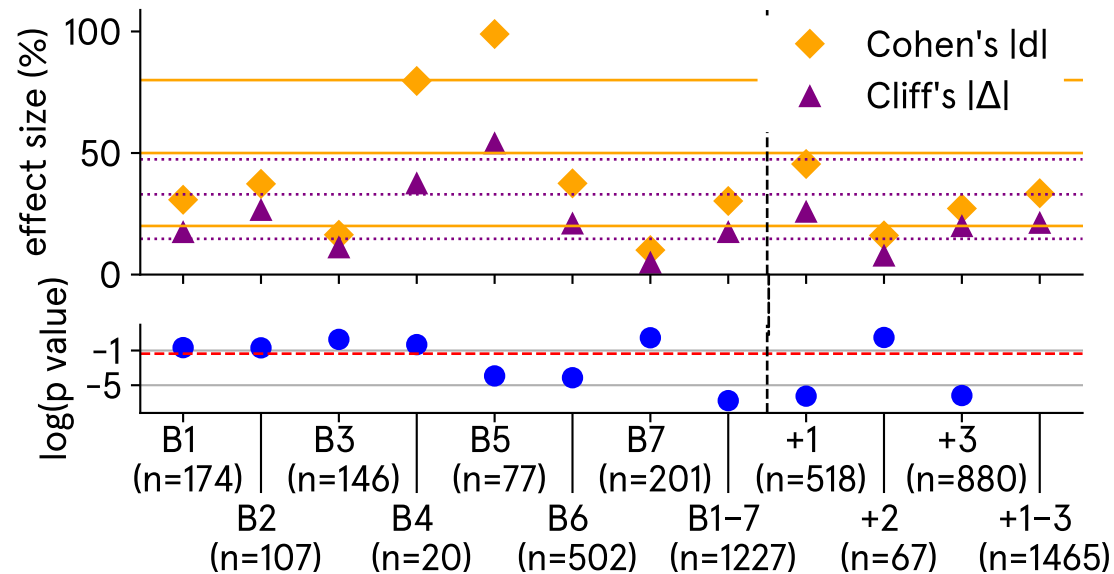 effect size (%)
100
50
0
Cohen's |d|
Cliff's |Δ|
log(p value)
−1
−5
B1 B3 B5 B7 +1 +3
(n=174) (n=146) (n=77) (n=201) (n=518) (n=880)
B2 B4 B6 B1–7 +2 +1–3
(n=107) (n=20) (n=502) (n=1227) (n=67) (n=1465)